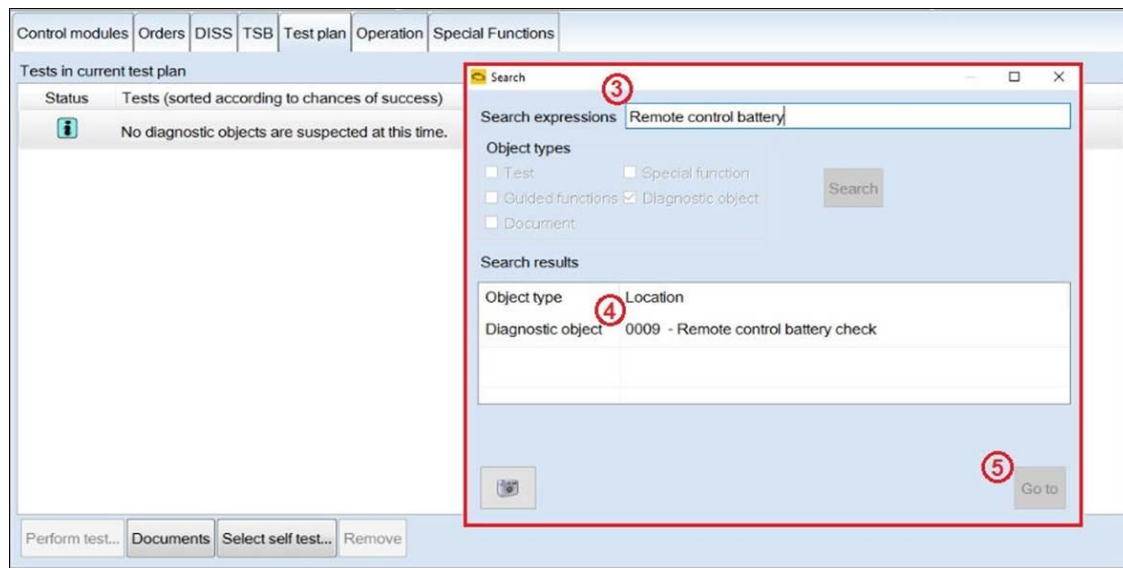 Control modules Orders DISS TSB Test plan Operation Special Functions
Tests in current test plan
Status Tests (sorted according to chances of success)
No diagnostic objects are suspected at this time.
Search
3
Search expressions Remote control battery
Object types
Test Special function
Guided functions Diagnostic object
Document
Search
Search results
Object type Location
4
Diagnostic object 0009 - Remote control battery check
5
Go to
Perform test... Documents Select self test... Remove